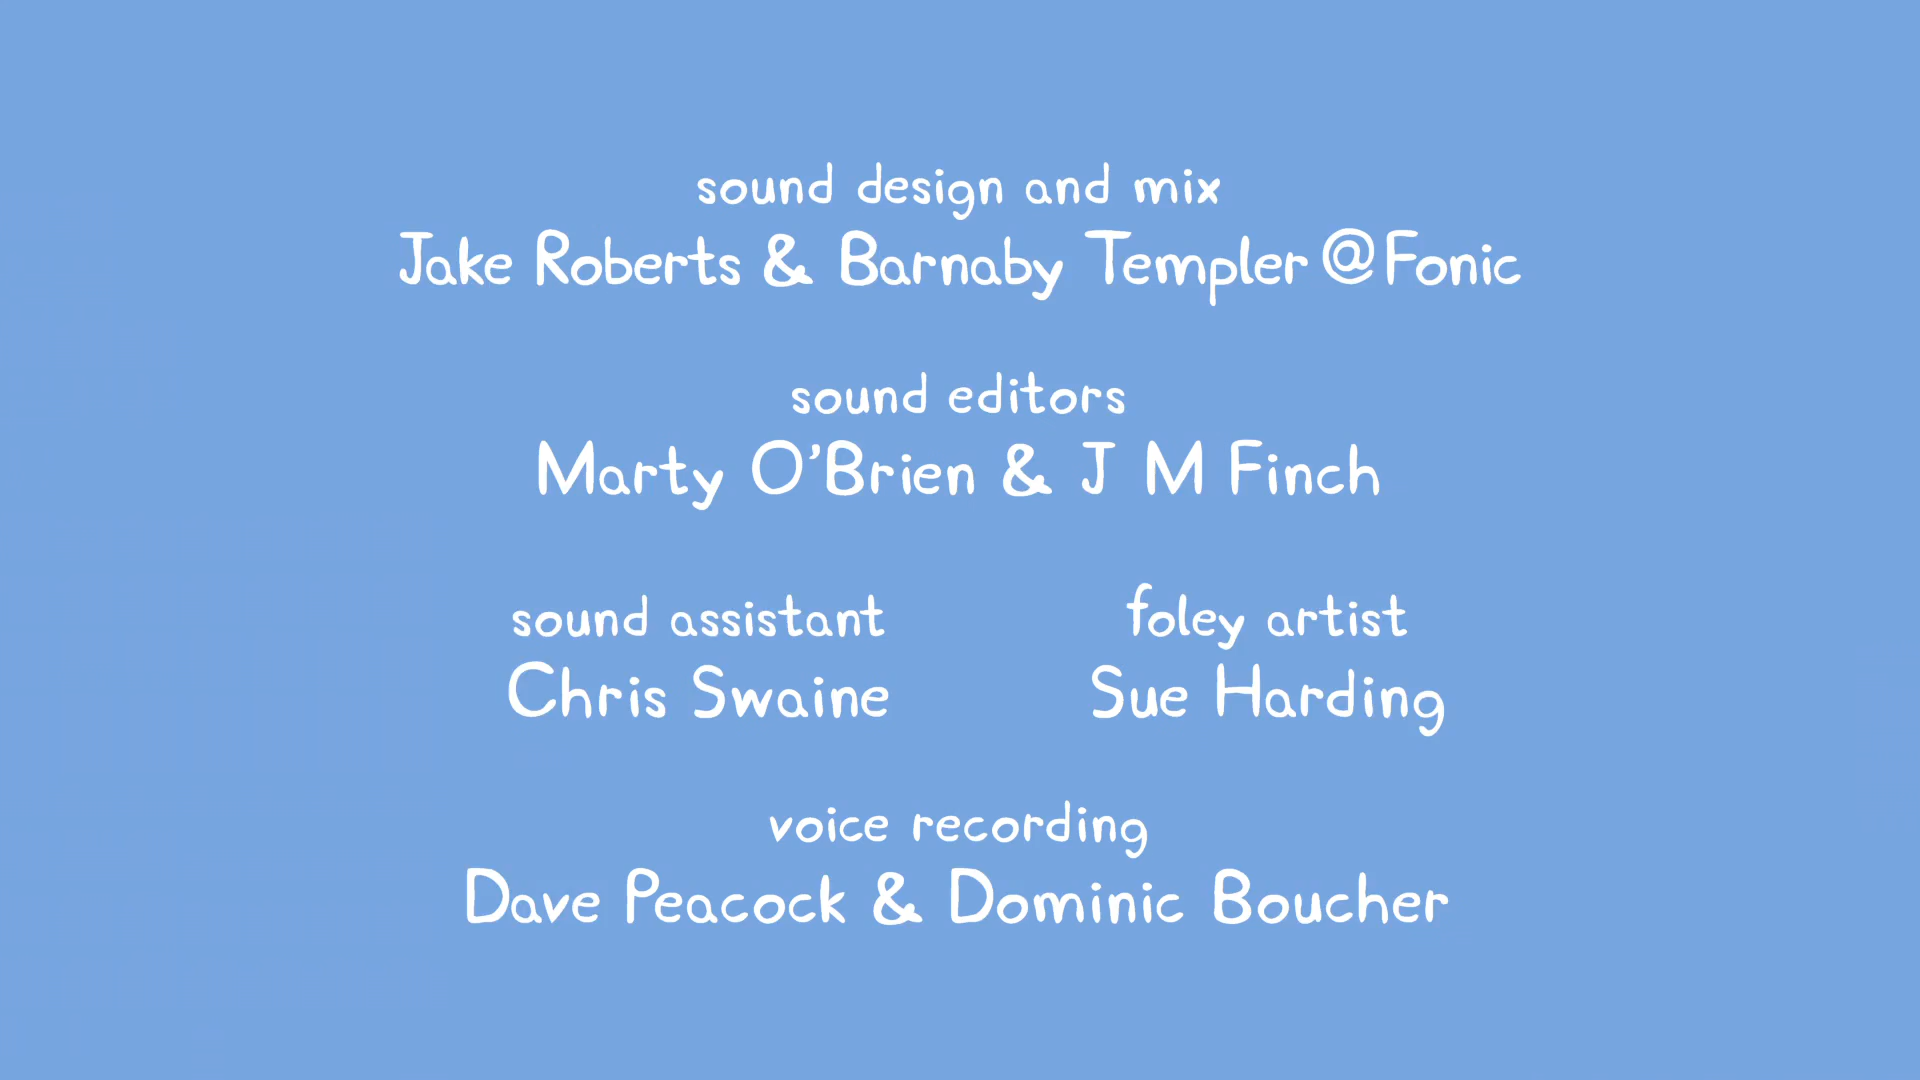 sound design and mix
Jake Roberts & Barnaby Templer @Fonic
sound editors
Marty O'Brien & J M Finch
sound assistant
Chris Swaine
foley artist
Sue Harding
voice recording
Dave Peacock & Dominic Boucher